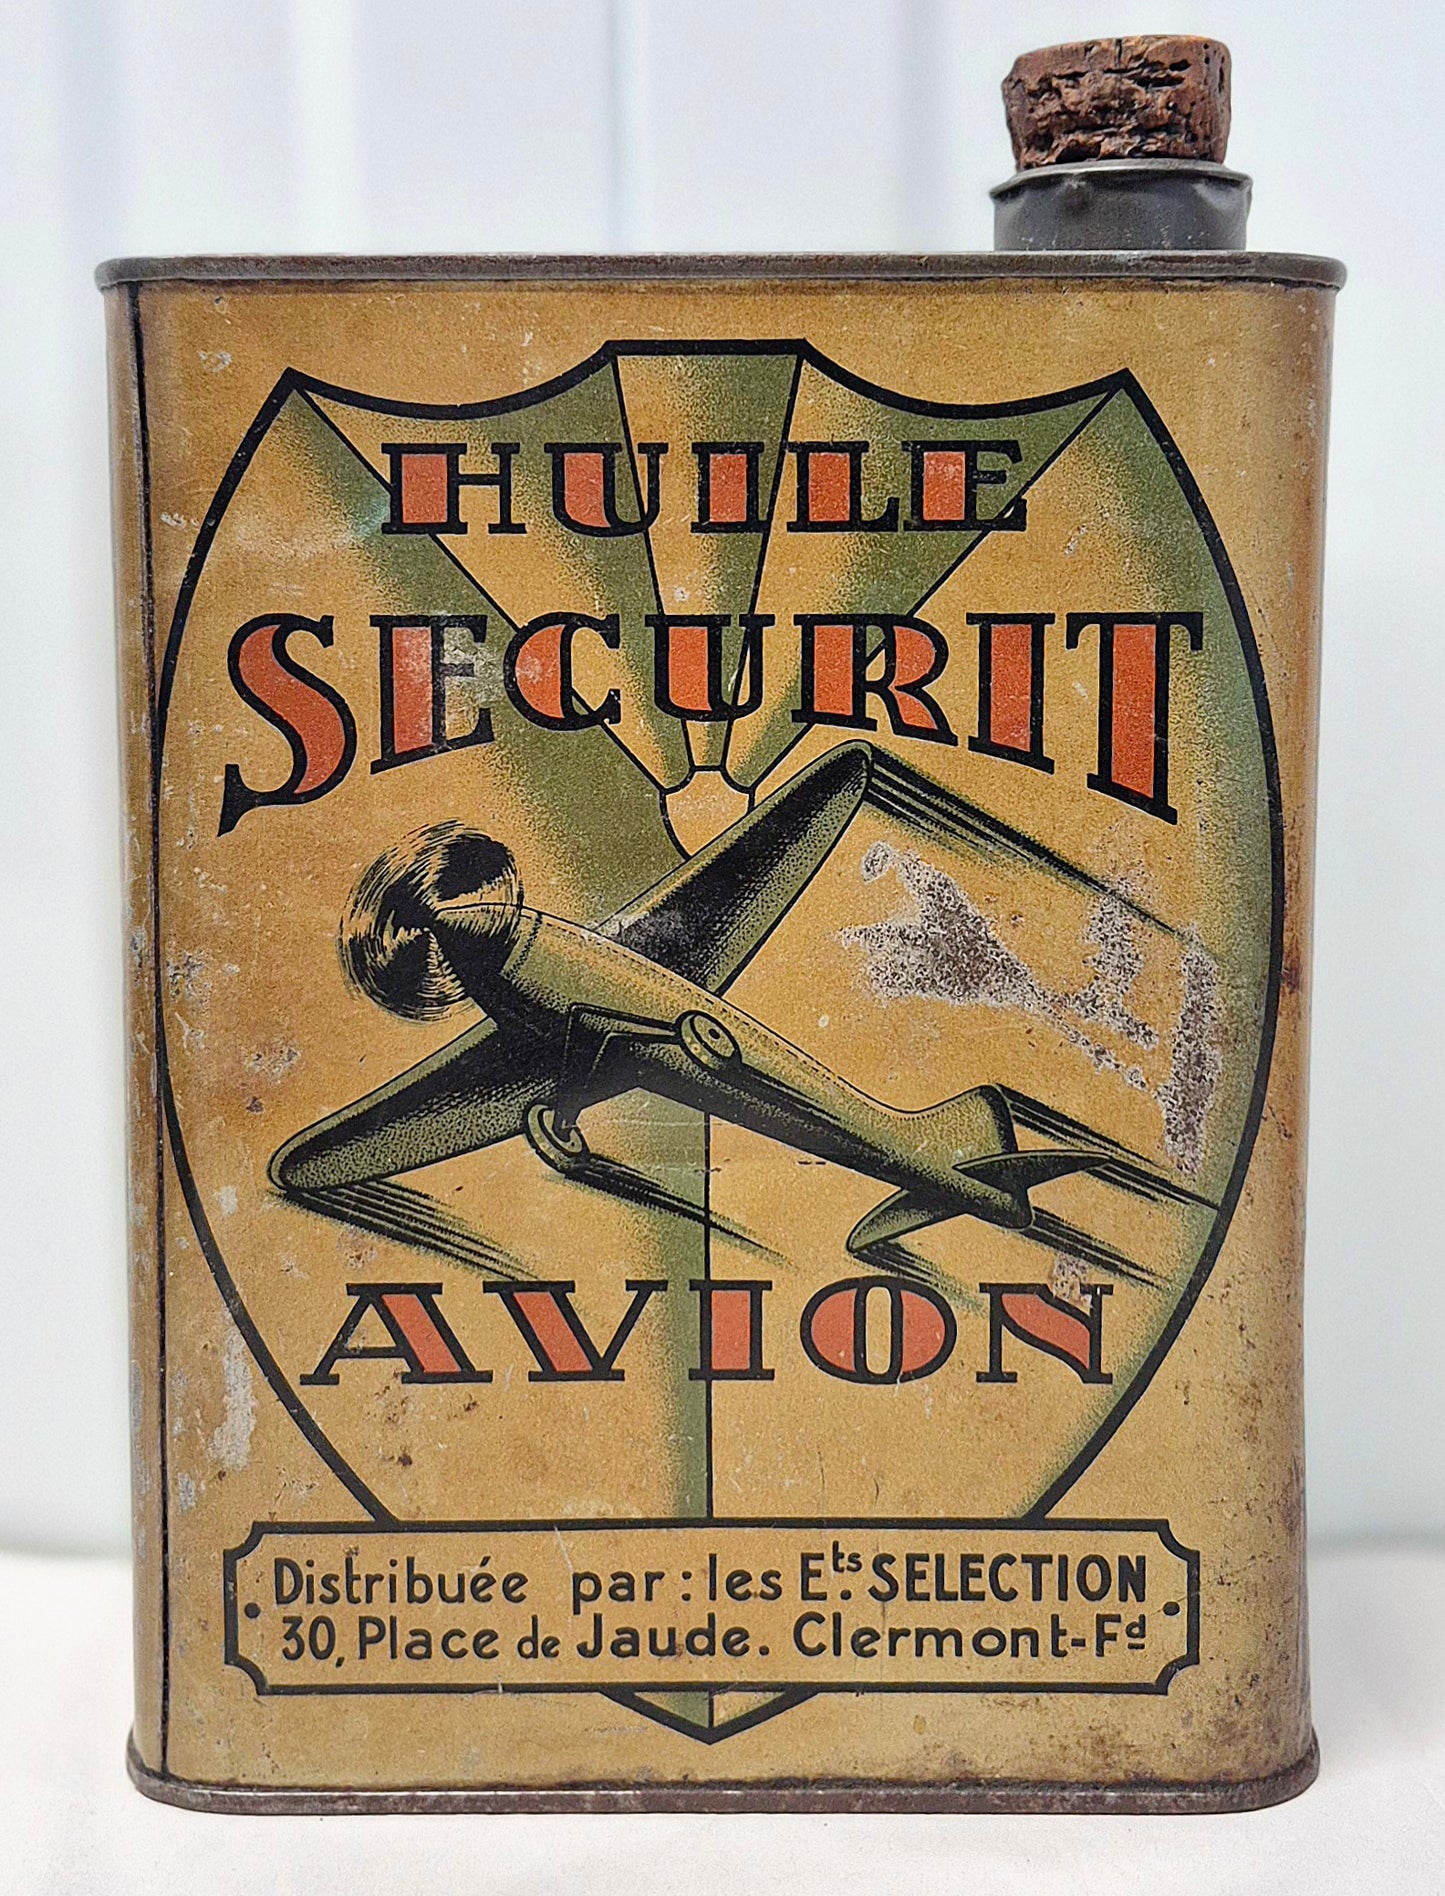 HUILE
SECURIT
AVION
Distribuée par : les Ets. SELECTION
30, Place de Jaude. Clermont-Fd